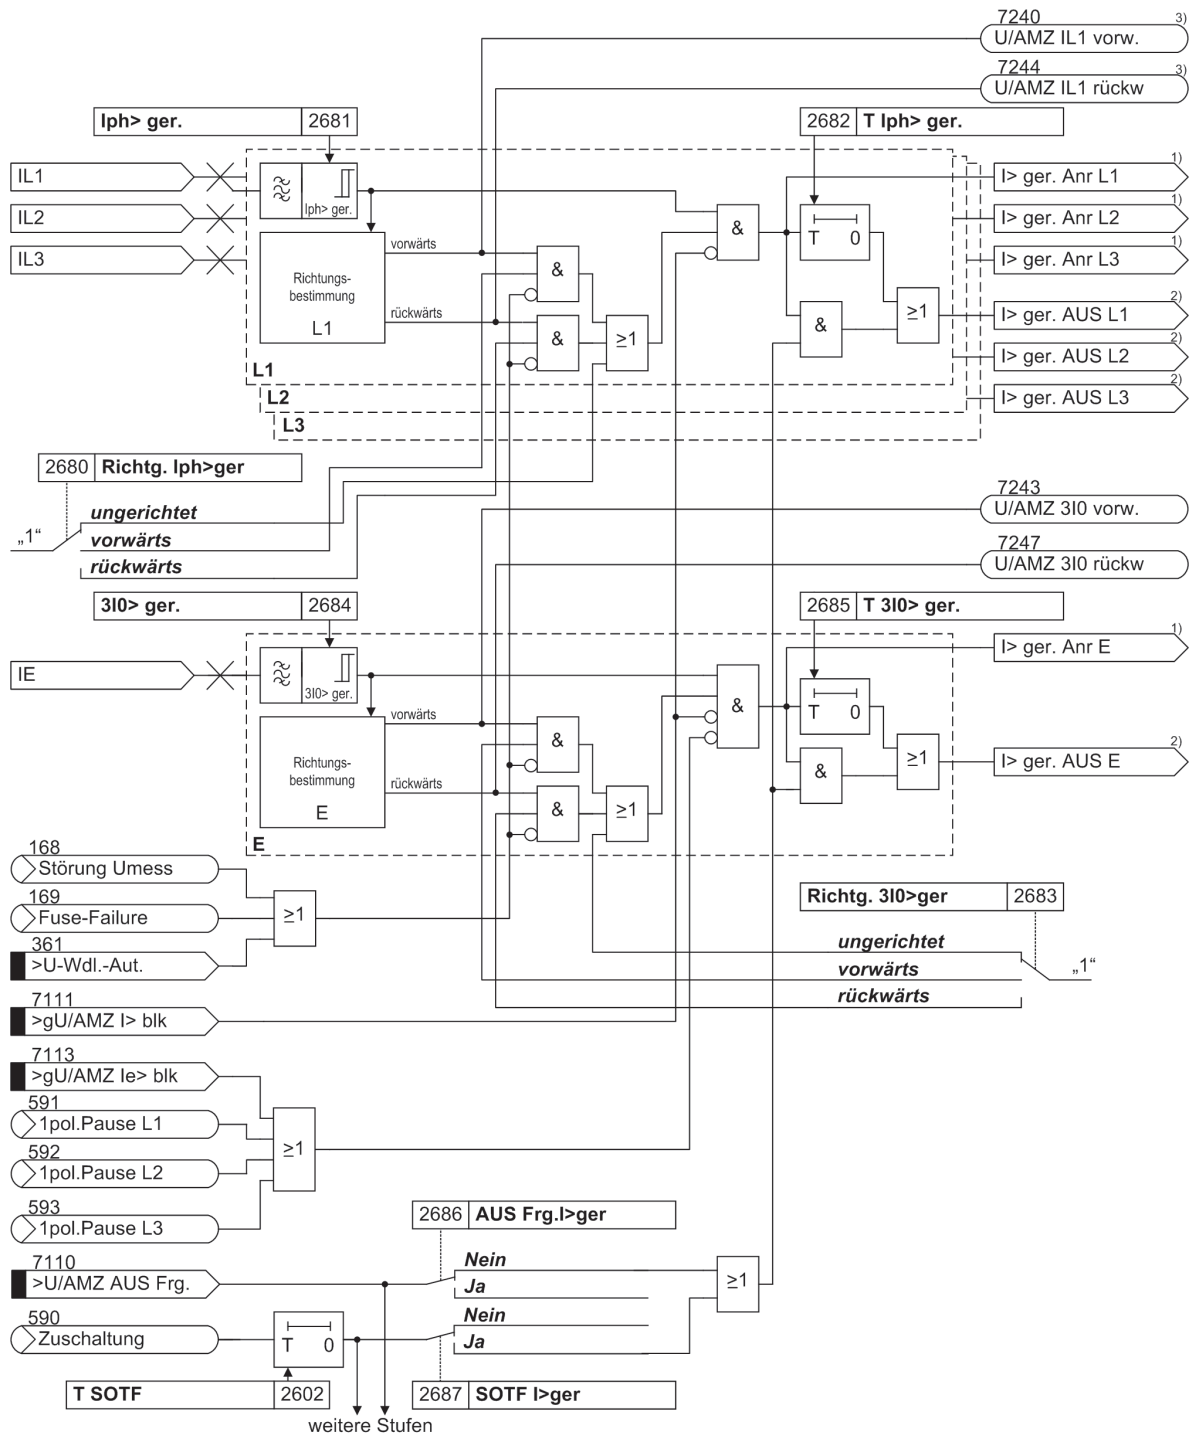 7240 3)
U/AMZ IL1 vorw.
7244 3)
U/AMZ IL1 rückw
Iph> ger. 2681
2682 T Iph> ger.
IL1
IL2
IL3
Iph> ger.
Richtungs-
bestimmung
L1
vorwärts
rückwärts
&
&
≥1
&
T 0
&
≥1
1)
I> ger. Anr L1
1)
I> ger. Anr L2
1)
I> ger. Anr L3
2)
I> ger. AUS L1
2)
I> ger. AUS L2
2)
I> ger. AUS L3
L1
L2
L3
2680 Richtg. Iph>ger
„1“
ungerichtet
vorwärts
rückwärts
7243
U/AMZ 3I0 vorw.
7247
U/AMZ 3I0 rückw
3I0> ger. 2684
2685 T 3I0> ger.
IE
3I0> ger.
Richtungs-
bestimmung
E
vorwärts
rückwärts
&
&
≥1
&
T 0
&
≥1
1)
I> ger. Anr E
2)
I> ger. AUS E
E
168
Störung Umess
169
Fuse-Failure
361
>U-Wdl.-Aut.
≥1
Richtg. 3I0>ger 2683
ungerichtet
vorwärts
rückwärts
„1“
7111
>gU/AMZ I> blk
7113
>gU/AMZ Ie> blk
591
1pol.Pause L1
592
1pol.Pause L2
593
1pol.Pause L3
≥1
2686 AUS Frg.I>ger
7110
>U/AMZ AUS Frg.
Nein
Ja
≥1
590
Zuschaltung
T 0
Nein
Ja
T SOTF 2602
2687 SOTF I>ger
weitere Stufen